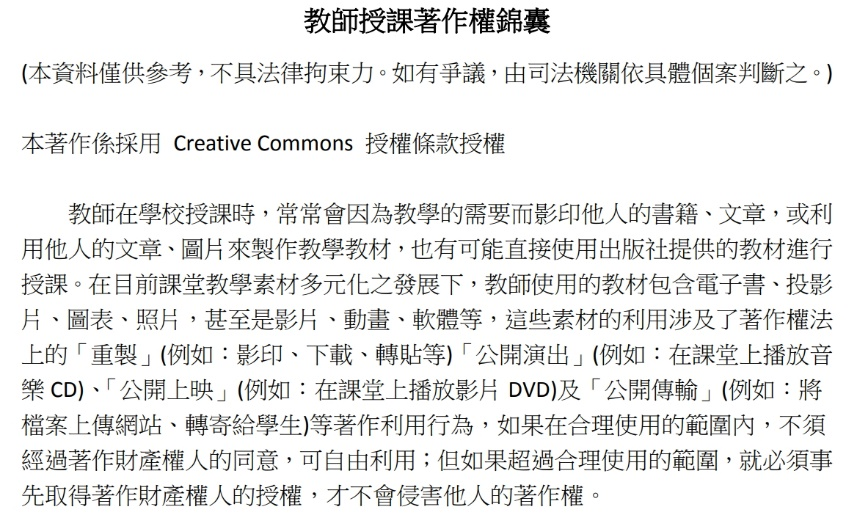 教師授課著作權錦囊
(本資料僅供參考，不具法律拘束力。如有爭議，由司法機關依具體個案判斷之。)
本著作係採用 Creative Commons 授權條款授權
教師在學校授課時，常常會因為教學的需要而影印他人的書籍、文章，或利
用他人的文章、圖片來製作教學教材，也有可能直接使用出版社提供的教材進行
授課。在目前課堂教學素材多元化之發展下，教師使用的教材包含電子書、投影
片、圖表、照片，甚至是影片、動畫、軟體等，這些素材的利用涉及了著作權法
上的「重製」(例如：影印、下載、轉貼等)「公開演出」(例如：在課堂上播放音
樂 CD)、「公開上映」(例如：在課堂上播放影片 DVD)及「公開傳輸」(例如：將
檔案上傳網站、轉寄給學生)等著作利用行為，如果在合理使用的範圍內，不須
經過著作財產權人的同意，可自由利用；但如果超過合理使用的範圍，就必須事
先取得著作財產權人的授權，才不會侵害他人的著作權。